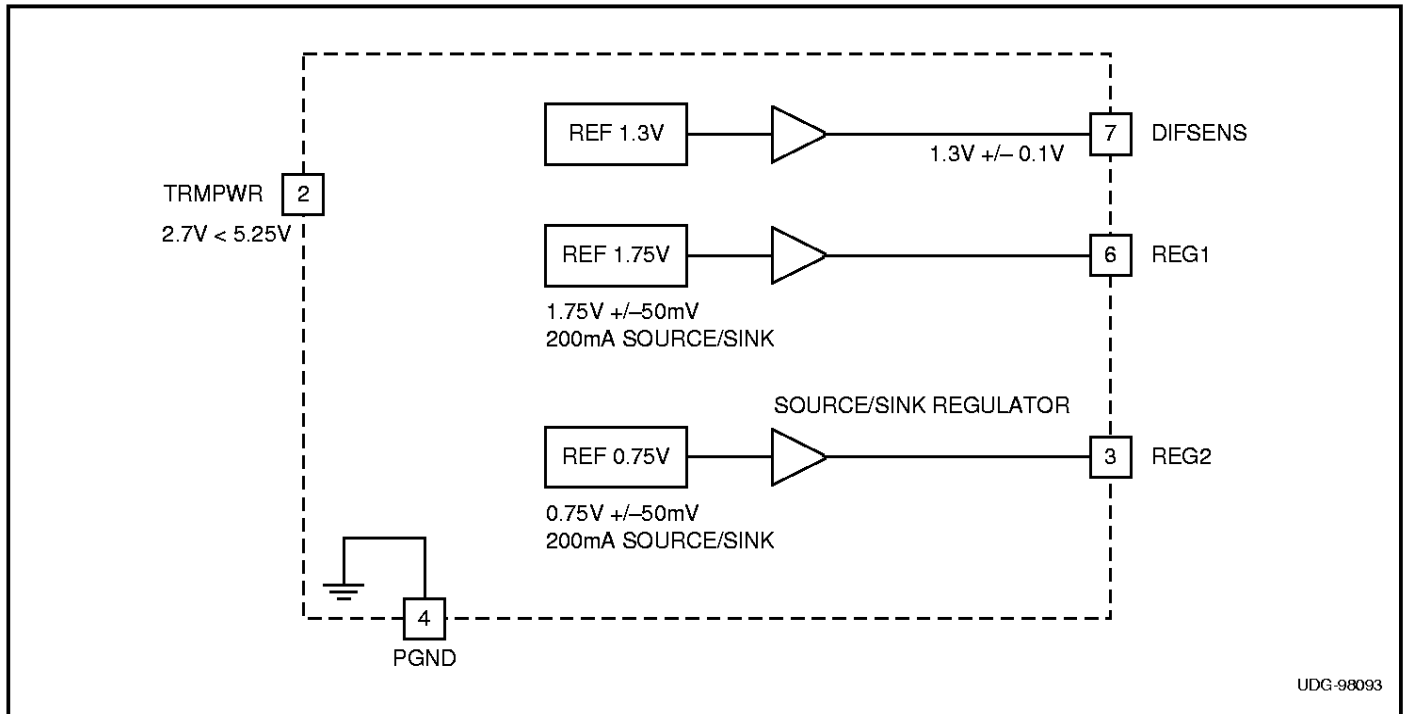 REF 1.3V
7
DIFSENS
1.3V +/– 0.1V
TRMPWR
2
2.7V < 5.25V
REF 1.75V
6
REG1
1.75V +/–50mV
200mA SOURCE/SINK
SOURCE/SINK REGULATOR
REF 0.75V
3
REG2
0.75V +/–50mV
200mA SOURCE/SINK
4
PGND
UDG-98093